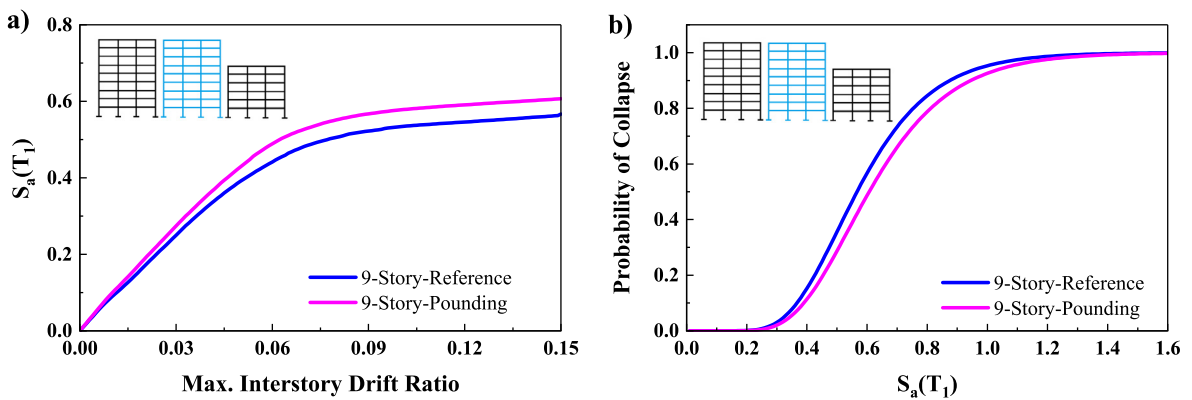 a)
0.8
0.6
0.4
0.2
0.0
Sa(T1)
9-Story-Reference
9-Story-Pounding
0.00 0.03 0.06 0.09 0.12 0.15
Max. Interstory Drift Ratio
b)
1.0
0.8
0.6
0.4
0.2
0.0
Probability of Collapse
9-Story-Reference
9-Story-Pounding
0.0 0.2 0.4 0.6 0.8 1.0 1.2 1.4 1.6
Sa(T1)